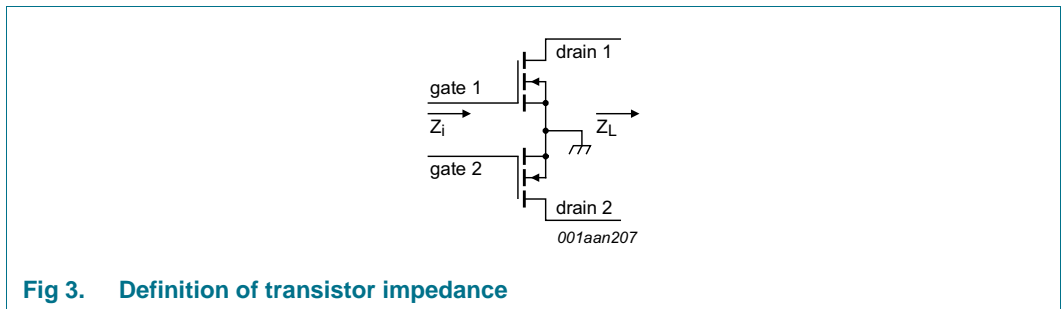 drain 1
gate 1
Zi
ZL
gate 2
drain 2
001aan207
Fig 3. Definition of transistor impedance